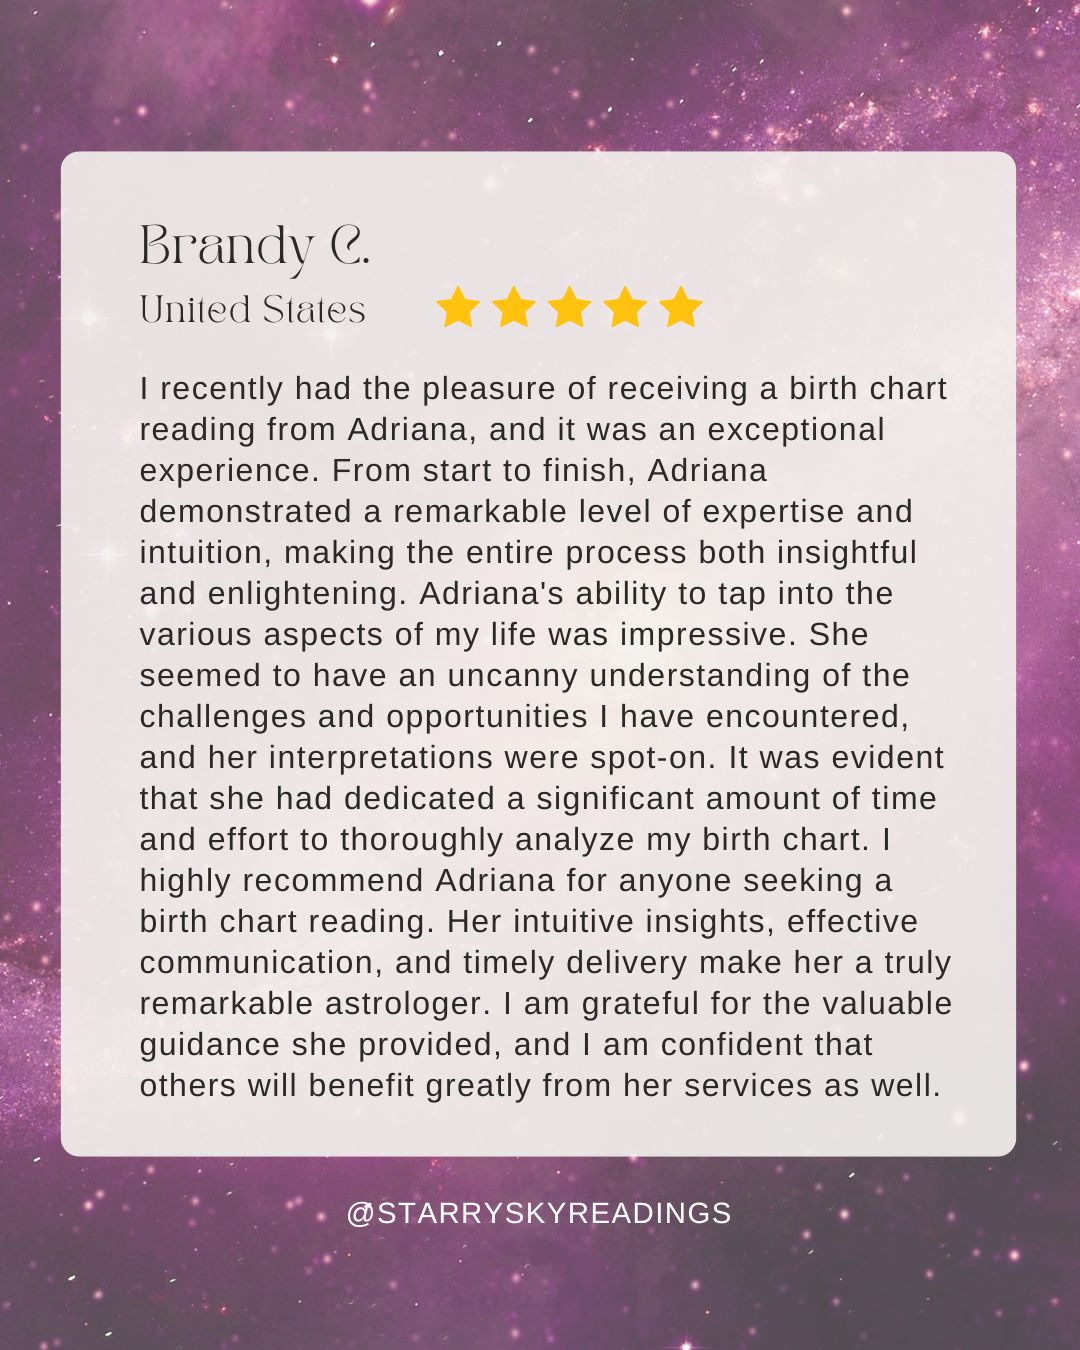 Brandy C.
United States
I recently had the pleasure of receiving a birth chart
reading from Adriana, and it was an exceptional
experience. From start to finish, Adriana
demonstrated a remarkable level of expertise and
intuition, making the entire process both insightful
and enlightening. Adriana's ability to tap into the
various aspects of my life was impressive. She
seemed to have an uncanny understanding of the
challenges and opportunities I have encountered,
and her interpretations were spot-on. It was evident
that she had dedicated a significant amount of time
and effort to thoroughly analyze my birth chart. I
highly recommend Adriana for anyone seeking a
birth chart reading. Her intuitive insights, effective
communication, and timely delivery make her a truly
remarkable astrologer. I am grateful for the valuable
guidance she provided, and I am confident that
others will benefit greatly from her services as well.
@STARRYSKYREADINGS